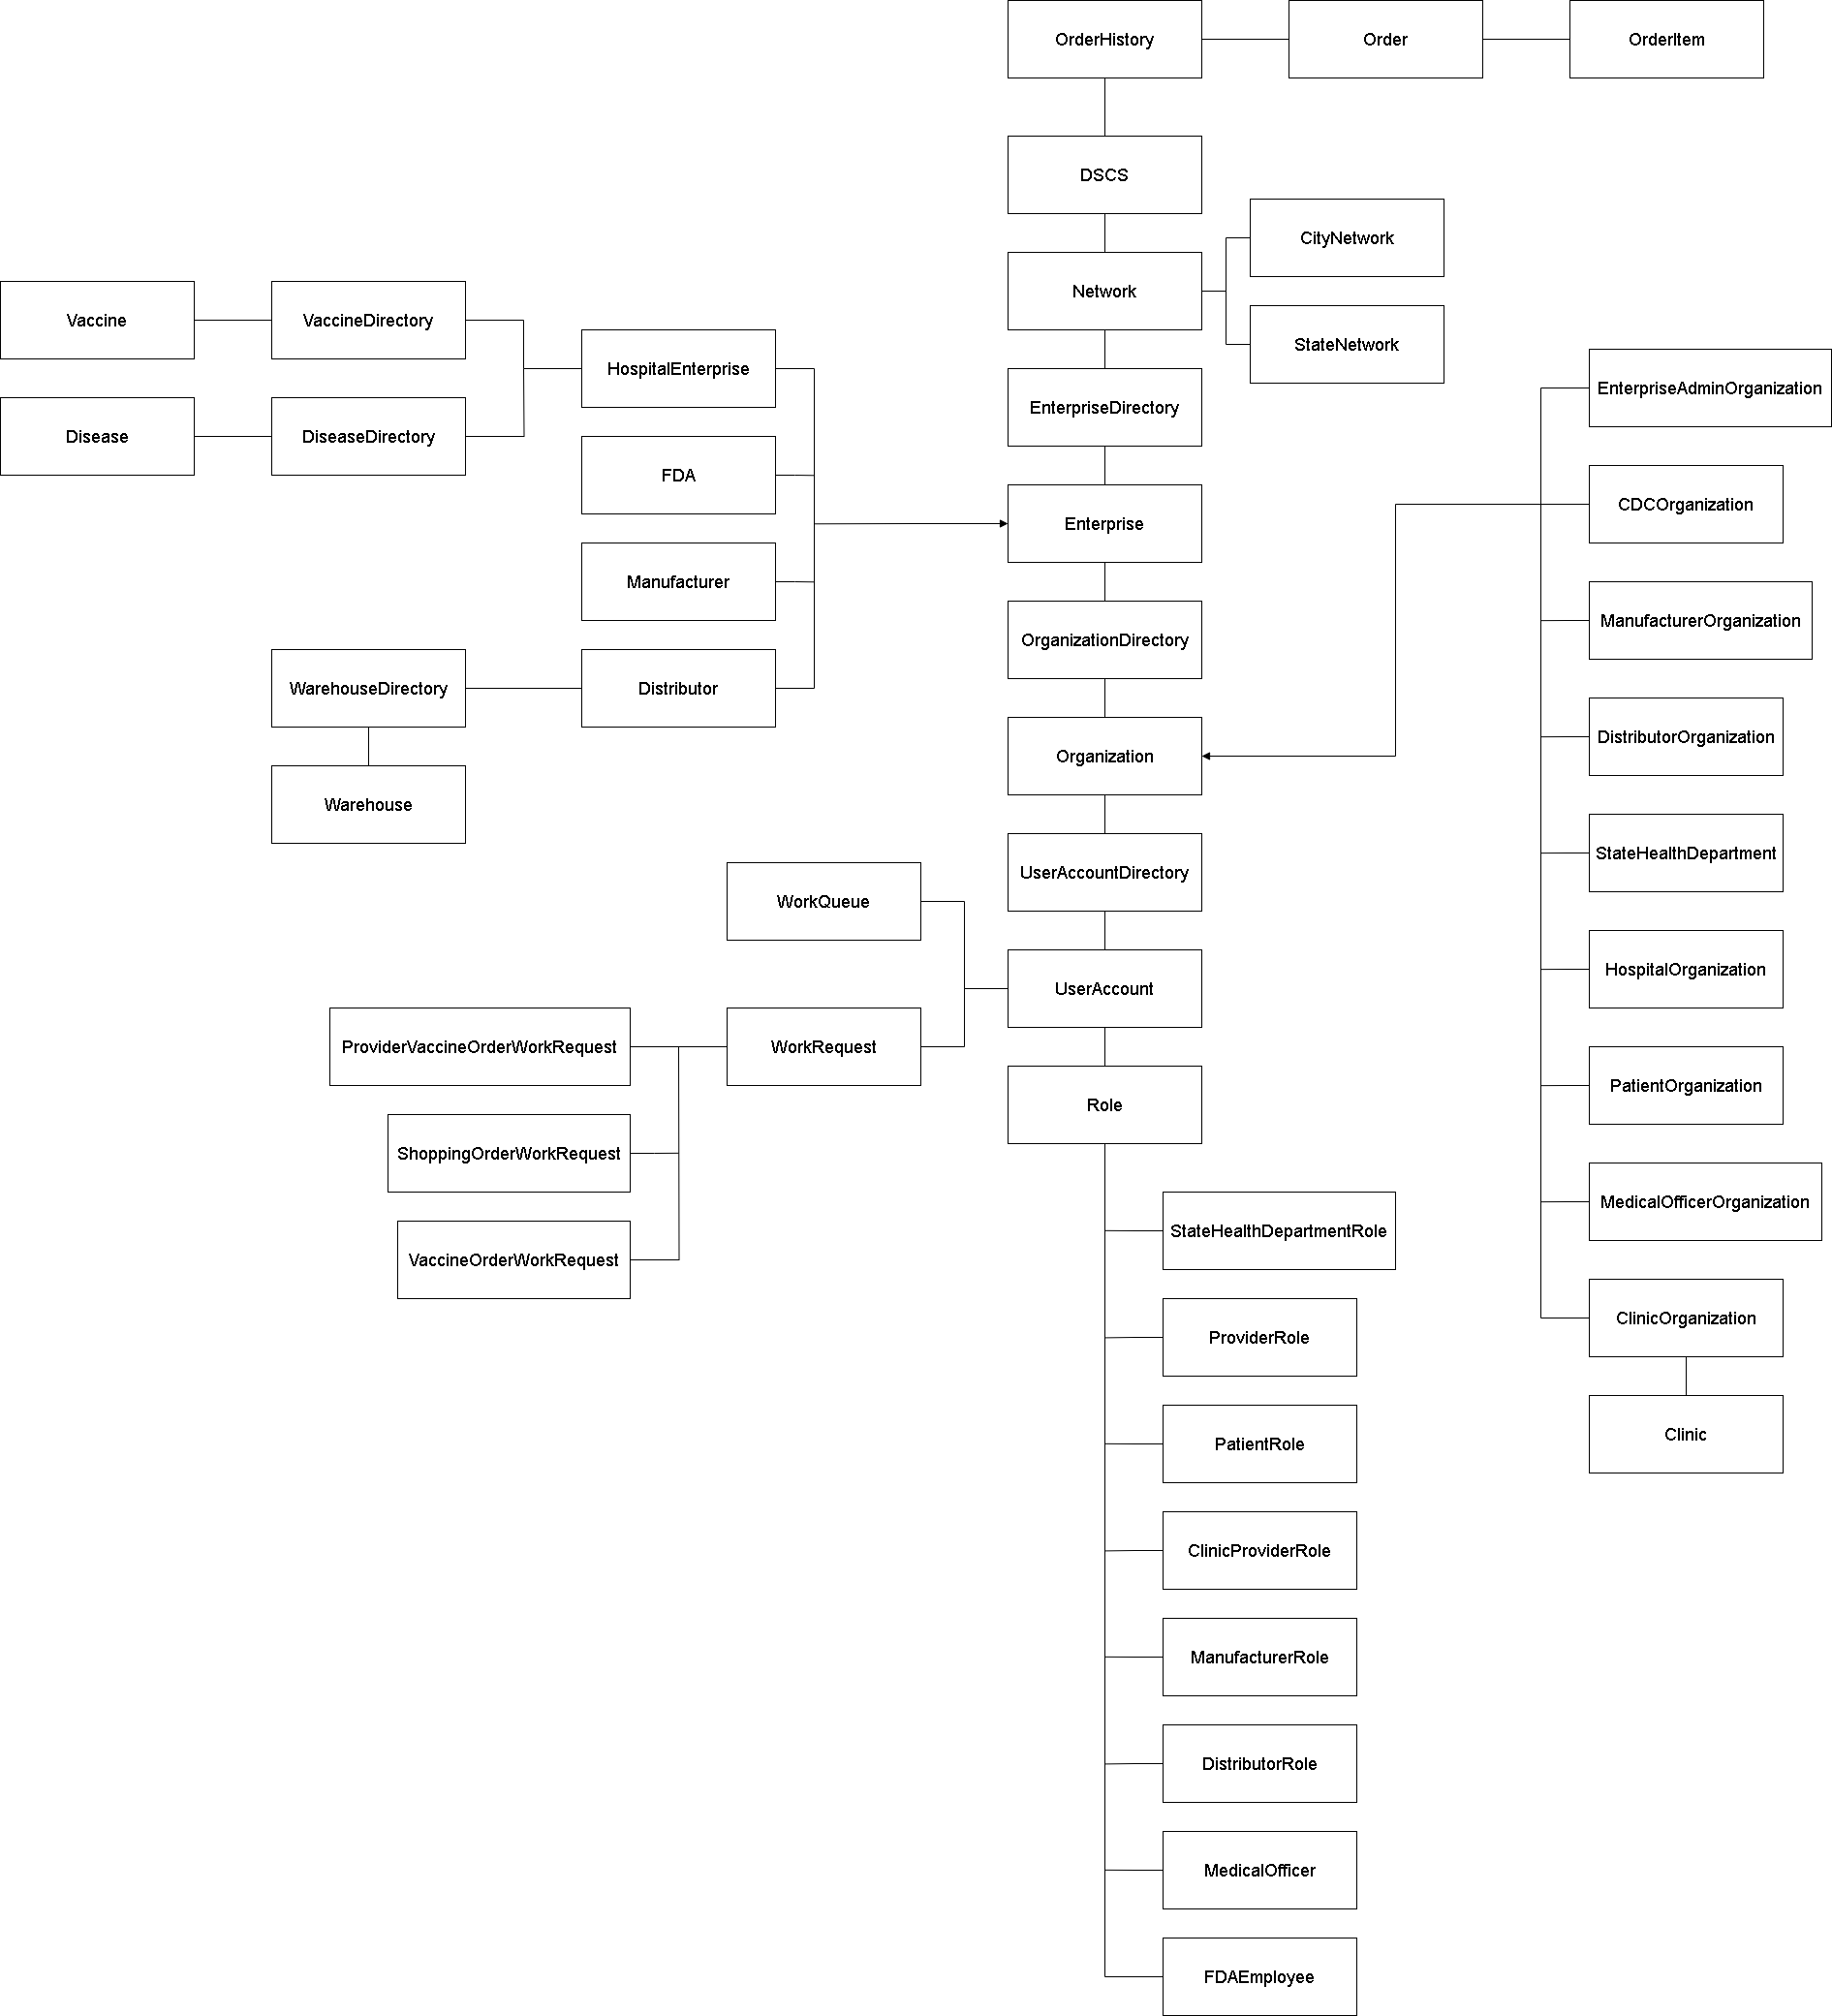 OrderHistory
Order
OrderItem
DSCS
CityNetwork
Network
StateNetwork
Vaccine
VaccineDirectory
HospitalEnterprise
EnterpriseDirectory
EnterpriseAdminOrganization
Disease
DiseaseDirectory
FDA
CDCOrganization
Enterprise
Manufacturer
ManufacturerOrganization
OrganizationDirectory
WarehouseDirectory
Distributor
DistributorOrganization
Organization
Warehouse
StateHealthDepartment
UserAccountDirectory
WorkQueue
HospitalOrganization
UserAccount
ProviderVaccineOrderWorkRequest
WorkRequest
PatientOrganization
Role
ShoppingOrderWorkRequest
MedicalOfficerOrganization
StateHealthDepartmentRole
VaccineOrderWorkRequest
ClinicOrganization
ProviderRole
Clinic
PatientRole
ClinicProviderRole
ManufacturerRole
DistributorRole
MedicalOfficer
FDAEmployee